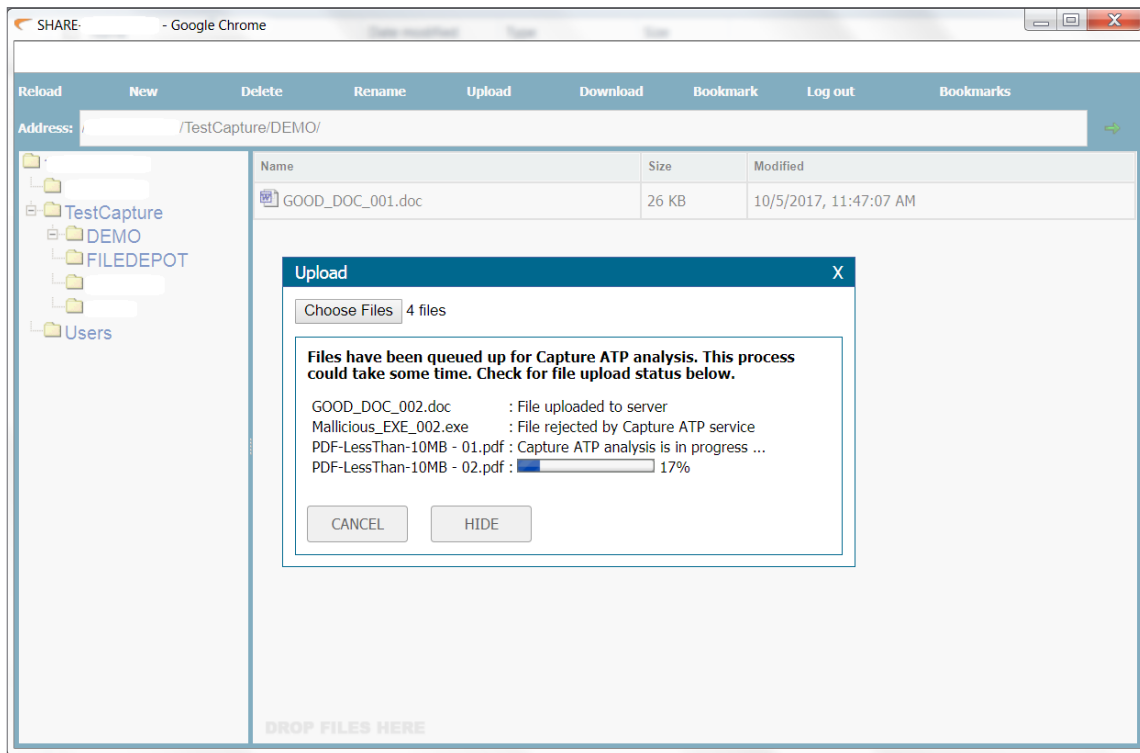 SHARE- - Google Chrome
Date modified Type Size
Reload New Delete Rename Upload Download Bookmark Log out Bookmarks
Address: / /TestCapture/DEMO/
Name Size Modified
GOOD_DOC_001.doc 26 KB 10/5/2017, 11:47:07 AM
TestCapture
DEMO
FILEDEPOT
Users
Upload X
Choose Files 4 files
Files have been queued up for Capture ATP analysis. This process
could take some time. Check for file upload status below.
GOOD_DOC_002.doc : File uploaded to server
Mallicious_EXE_002.exe : File rejected by Capture ATP service
PDF-LessThan-10MB - 01.pdf : Capture ATP analysis is in progress ...
PDF-LessThan-10MB - 02.pdf : 17%
CANCEL HIDE
DROP FILES HERE